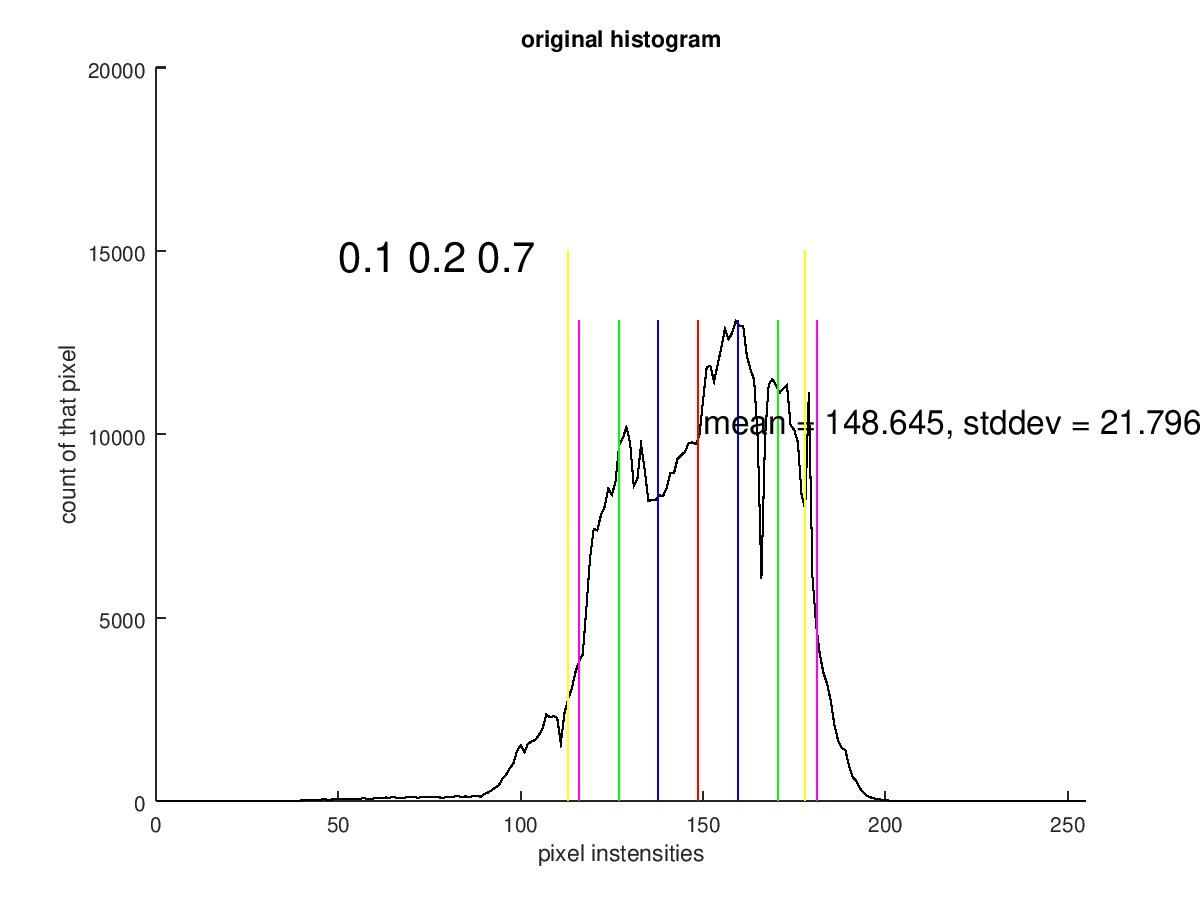 original histogram
20000
15000
0.1 0.2 0.7
10000
mean = 148.645, stddev = 21.796
5000
0
count of that pixel
0 50 100 150 200 250
pixel instensities